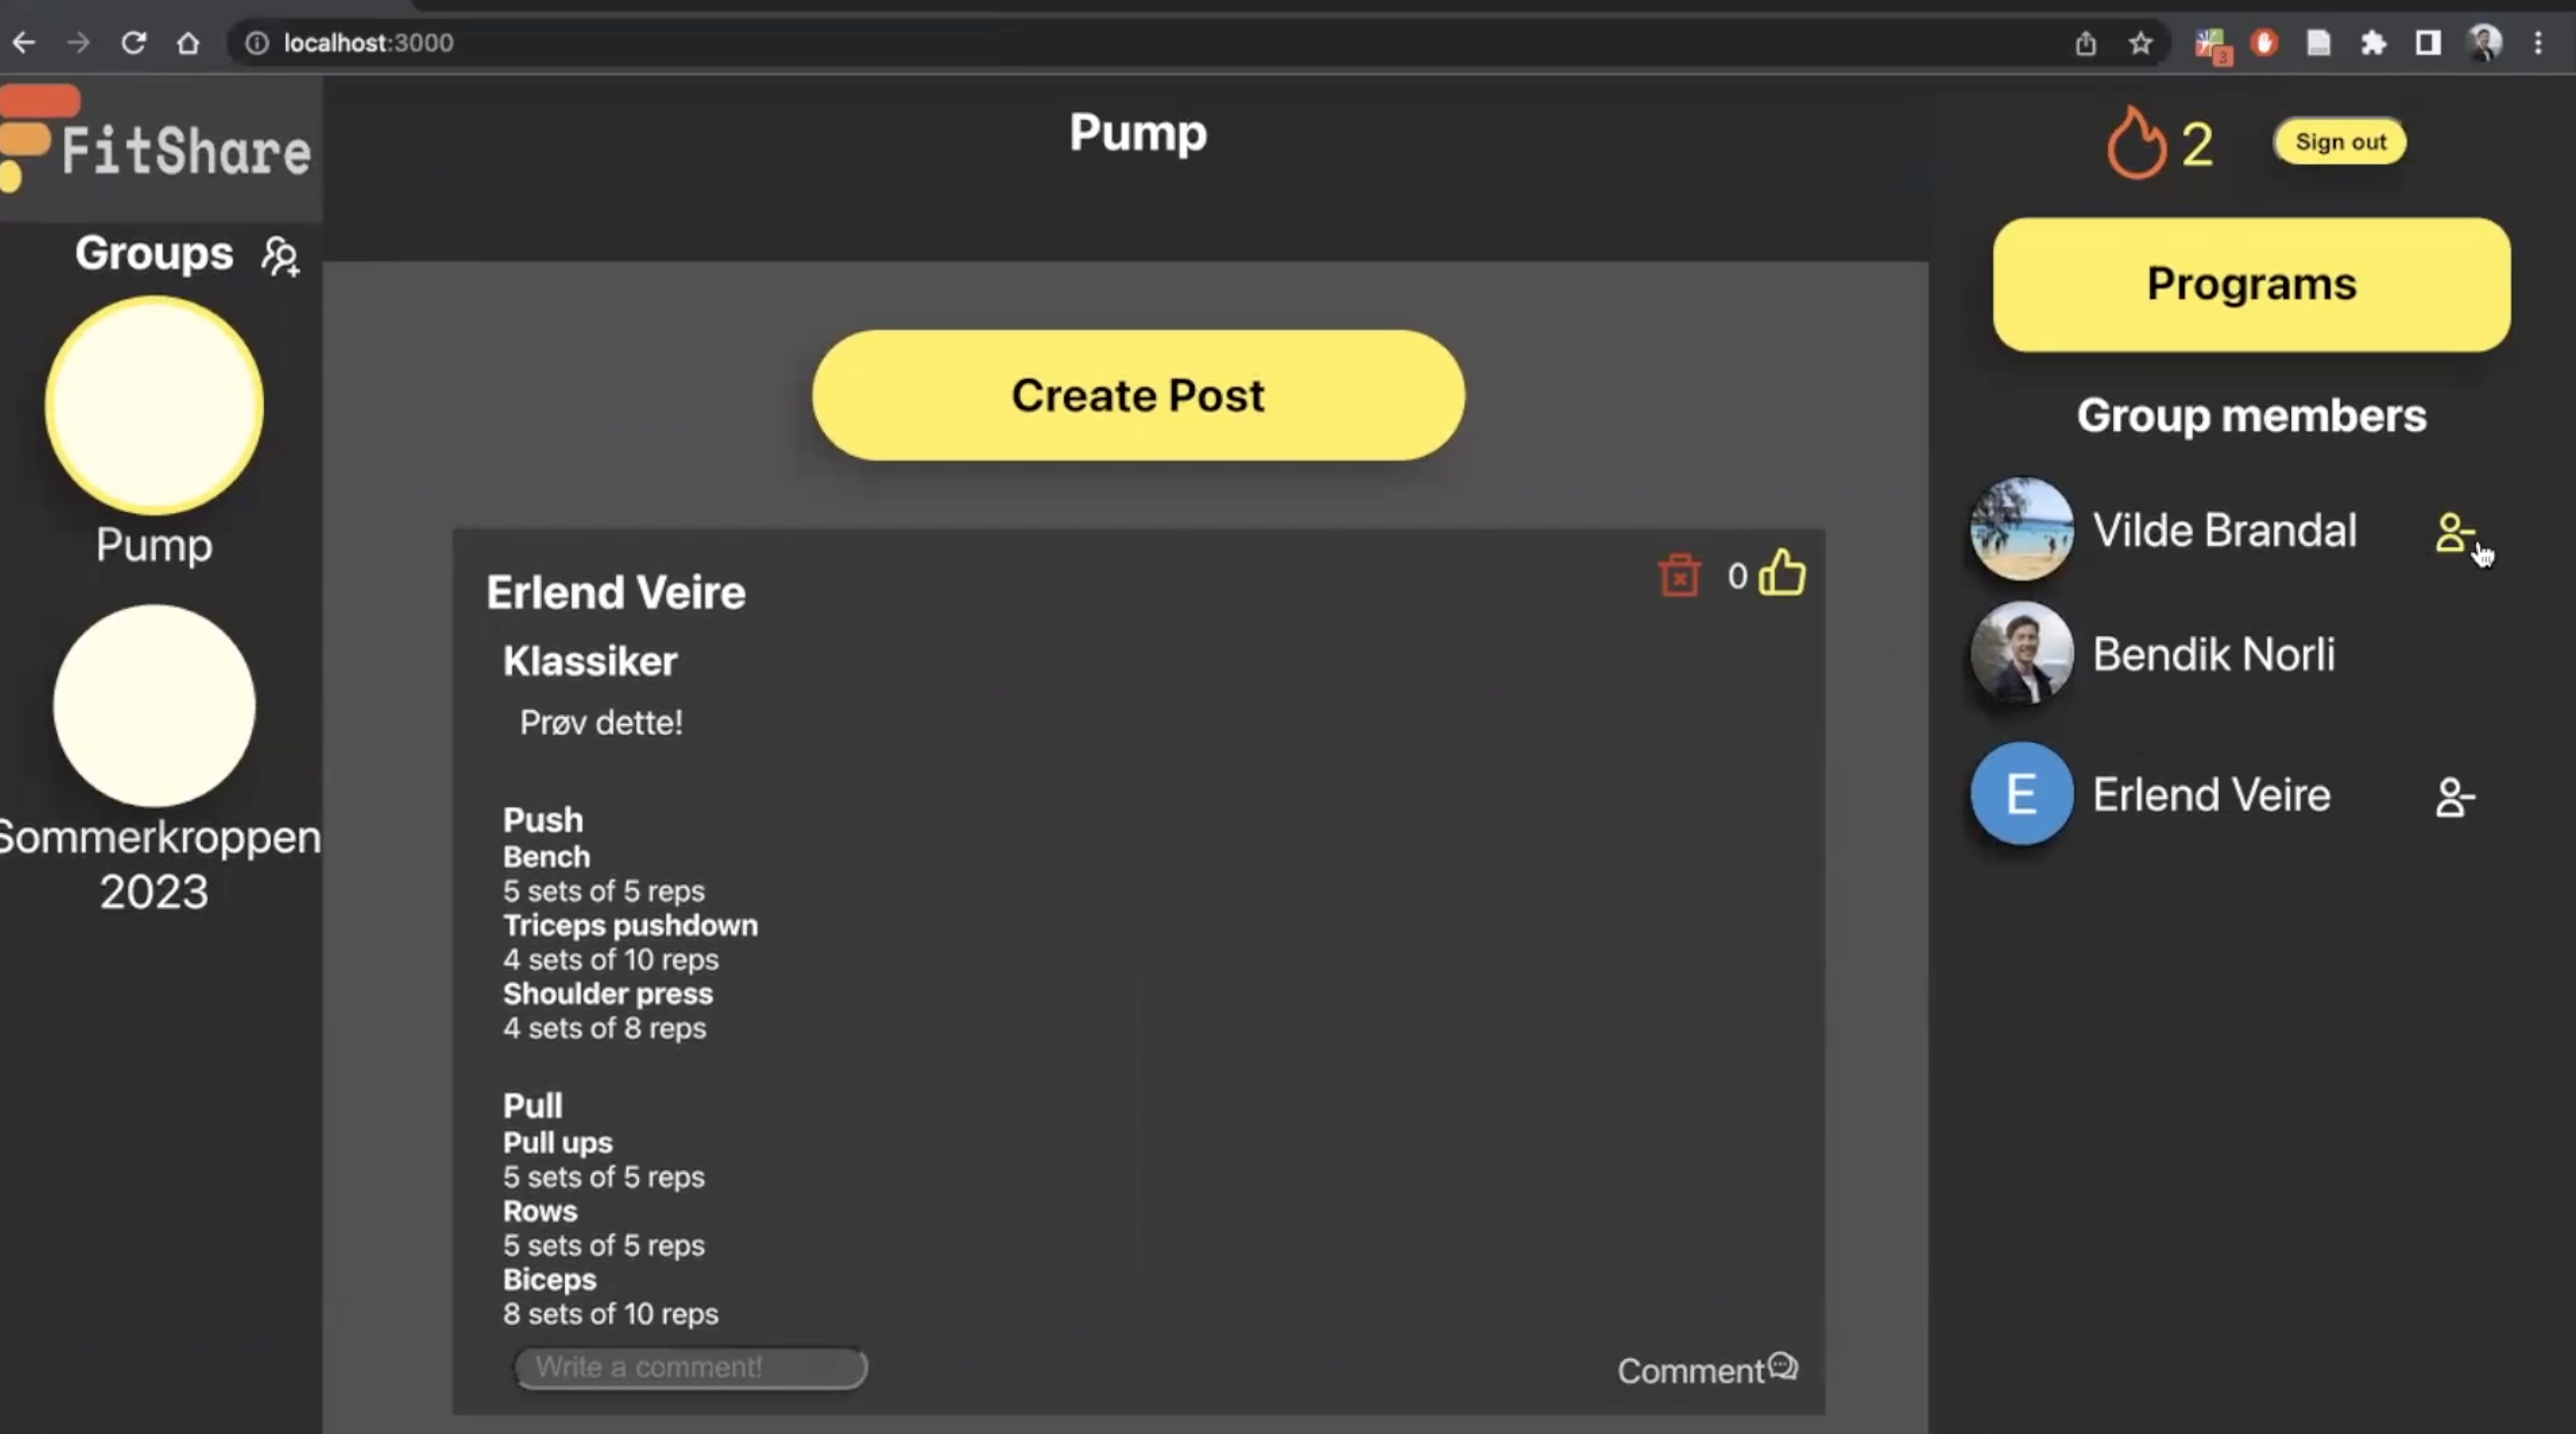 localhost:3000
3
FitShare
Groups
Pump
Sommerkroppen
2023
Pump
Create Post
Erlend Veire
0
Klassiker
Prøv dette!
Push
Bench
5 sets of 5 reps
Triceps pushdown
4 sets of 10 reps
Shoulder press
4 sets of 8 reps
Pull
Pull ups
5 sets of 5 reps
Rows
5 sets of 5 reps
Biceps
8 sets of 10 reps
Write a comment!
Comment
2
Sign out
Programs
Group members
Vilde Brandal
Bendik Norli
E
Erlend Veire